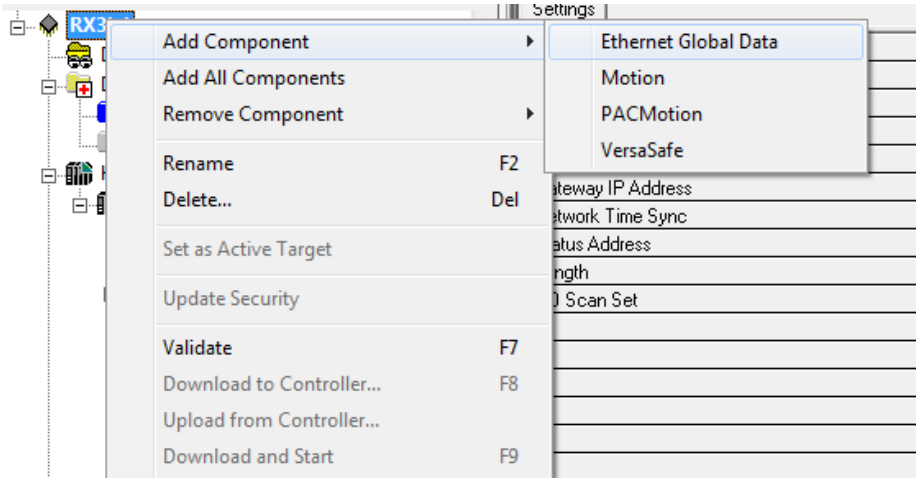 Settings
RX3
Add Component
Ethernet Global Data
Add All Components
Motion
Remove Component
PACMotion
VersaSafe
Rename F2
Delete... Del
Set as Active Target
Update Security
Validate F7
Download to Controller... F8
Upload from Controller...
Download and Start F9
ateway IP Address
etwork Time Sync
atus Address
ngth
Scan Set